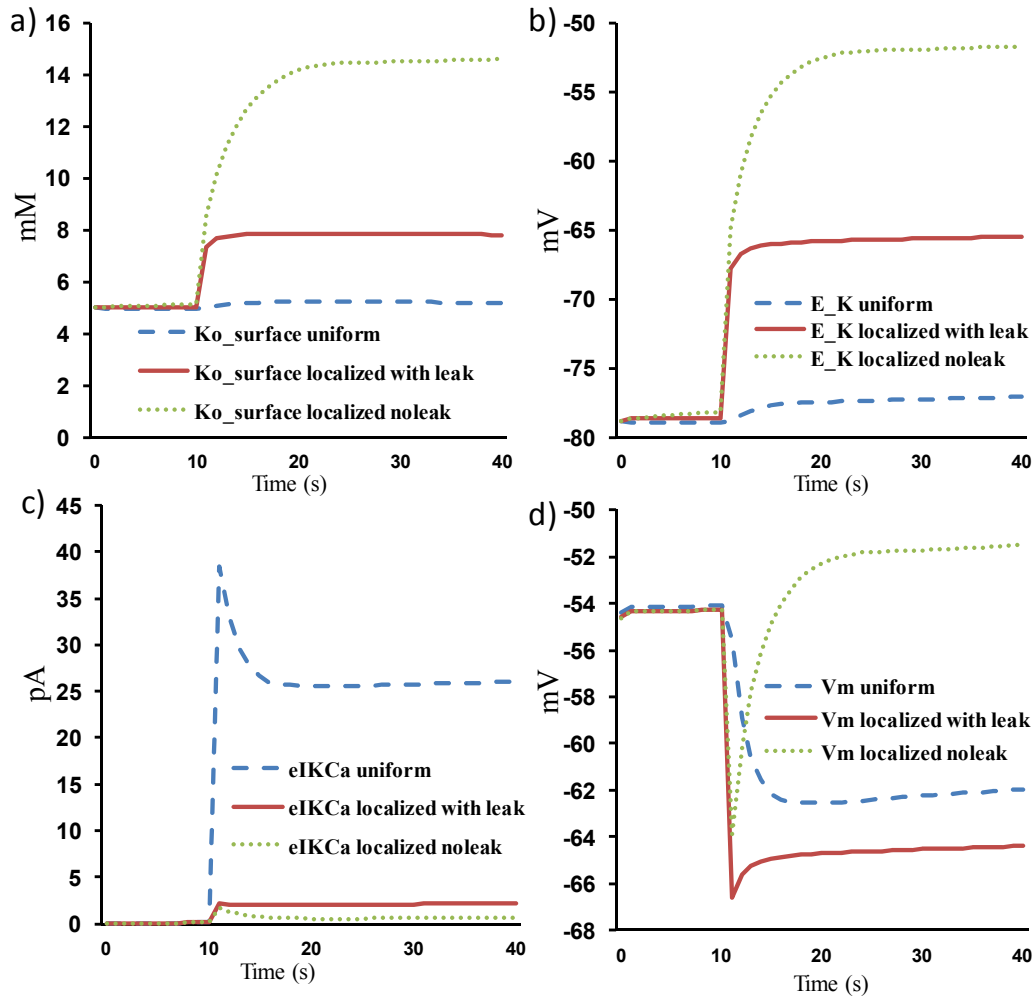 a)
16
14
12
10
8
6
4
2
0
mM
Ko_surface uniform
Ko_surface localized with leak
Ko_surface localized noleak
0 10 20 30 40
Time (s)
b)
-50
-55
-60
-65
-70
-75
-80
mV
E_K uniform
E_K localized with leak
E_K localized noleak
0 10 20 30 40
Time (s)
c)
45
40
35
30
25
20
15
10
5
0
pA
eIKCa uniform
eIKCa localized with leak
eIKCa localized noleak
0 10 20 30 40
Time (s)
d)
-50
-52
-54
-56
-58
-60
-62
-64
-66
-68
mV
Vm uniform
Vm localized with leak
Vm localized noleak
0 10 20 30 40
Time (s)